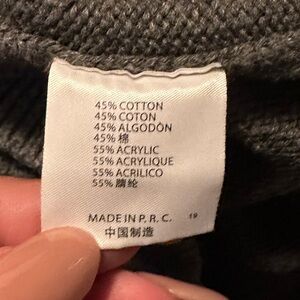 45% COTTON
45% COTON
45% ALGODÓN
45% 棉
55% ACRYLIC
55% ACRYLIQUE
55% ACRILICO
55% 腈纶
MADE IN P. R. C. 19
中国制造